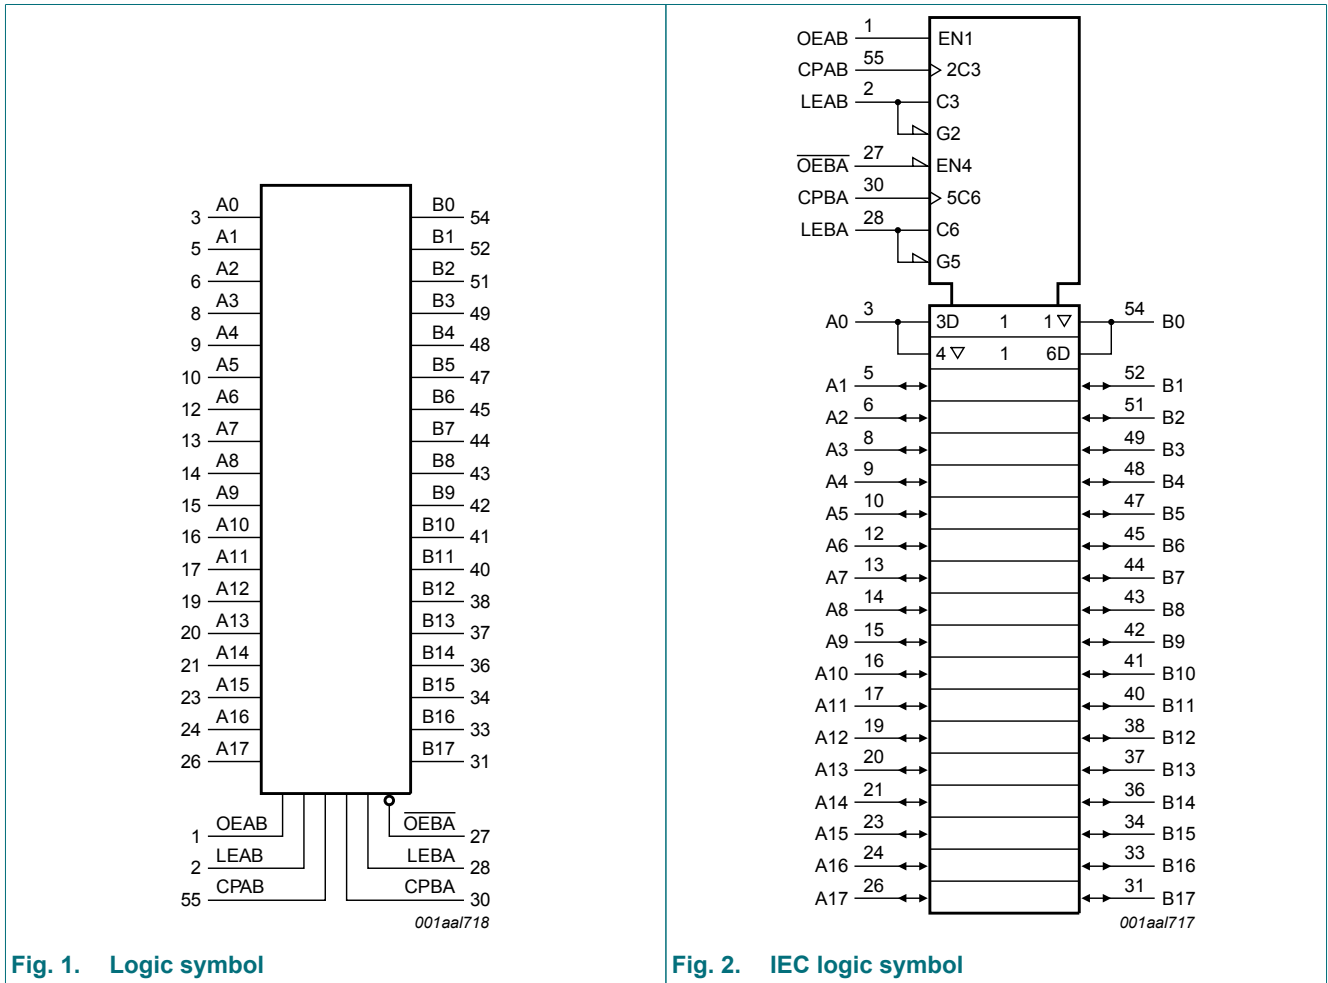 A0 B0
3 54
A1 B1
5 52
A2 B2
6 51
A3 B3
8 49
A4 B4
9 48
A5 B5
10 47
A6 B6
12 45
A7 B7
13 44
A8 B8
14 43
A9 B9
15 42
A10 B10
16 41
A11 B11
17 40
A12 B12
19 38
A13 B13
20 37
A14 B14
21 36
A15 B15
23 34
A16 B16
24 33
A17 B17
26 31
OEAB OEBA
1 27
LEAB LEBA
2 28
CPAB CPBA
55 30
001aal718
Fig. 1. Logic symbol
OEAB 1 EN1
CPAB 55 2C3
LEAB 2 C3
G2
OEBA 27 EN4
CPBA 30 5C6
LEBA 28 C6
G5
A0 3 3D 1 1 ▽ 54 B0
4 ▽ 1 6D
A1 5 52 B1
A2 6 51 B2
A3 8 49 B3
A4 9 48 B4
A5 10 47 B5
A6 12 45 B6
A7 13 44 B7
A8 14 43 B8
A9 15 42 B9
A10 16 41 B10
A11 17 40 B11
A12 19 38 B12
A13 20 37 B13
A14 21 36 B14
A15 23 34 B15
A16 24 33 B16
A17 26 31 B17
001aal717
Fig. 2. IEC logic symbol